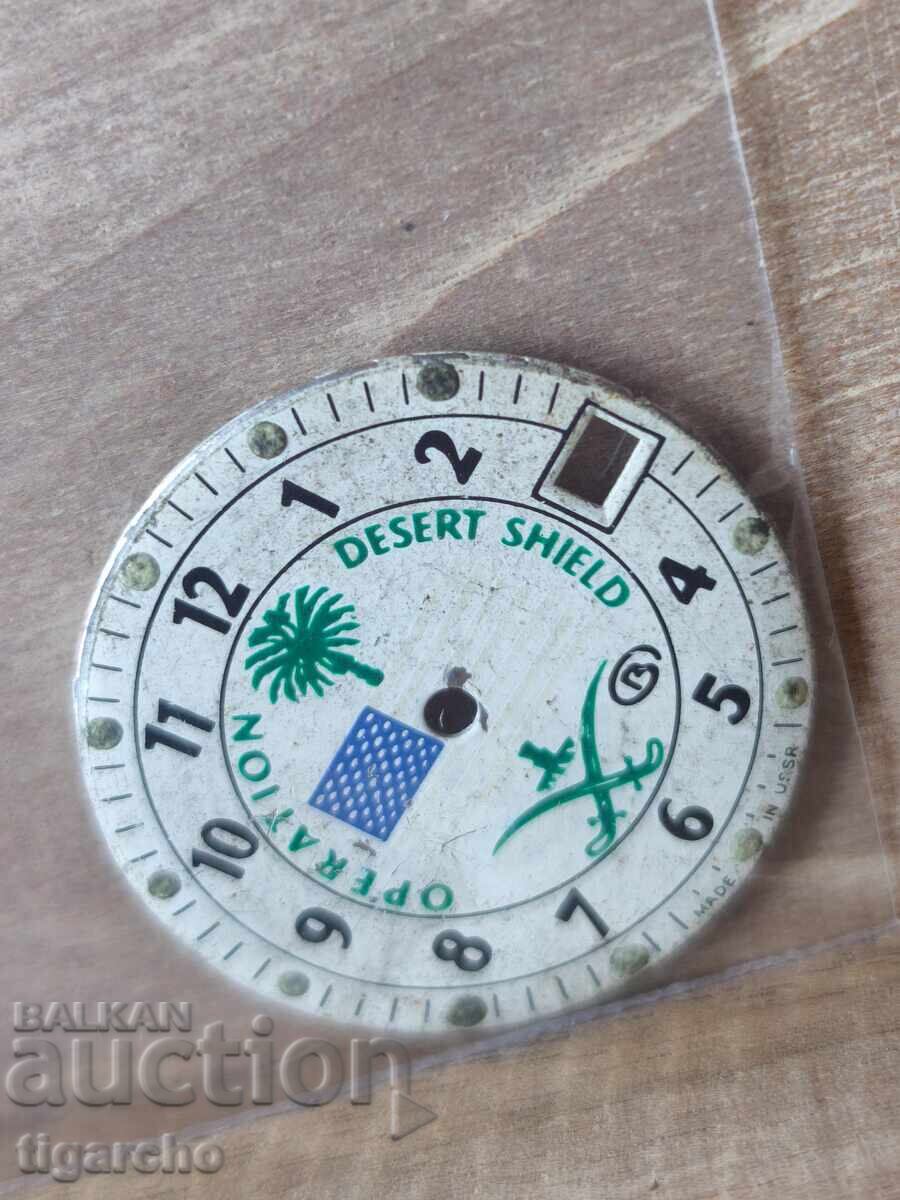 OPERATION
DESERT SHIELD
12
1
2
4
5
6
7
8
9
10
11
B
MADE IN USSR
BALKAN
auction
tigarcho